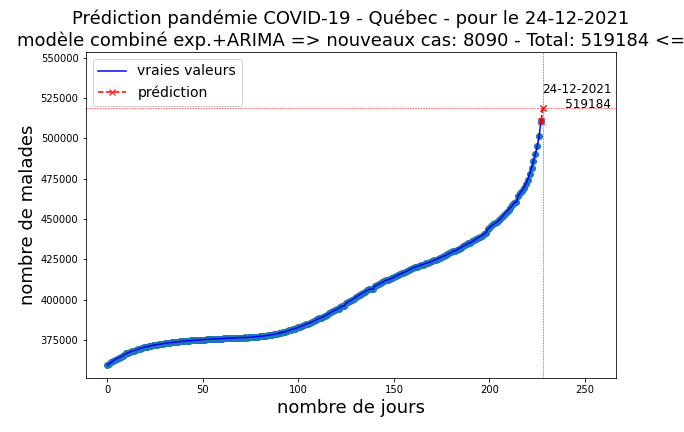 Prédiction pandémie COVID-19 - Québec - pour le 24-12-2021
modèle combiné exp.+ARIMA => nouveaux cas: 8090 - Total: 519184 <=
vraies valeurs
prédiction
24-12-2021
519184
nombre de malades
550000
525000
500000
475000
450000
425000
400000
375000
0
50
100
150
200
250
nombre de jours